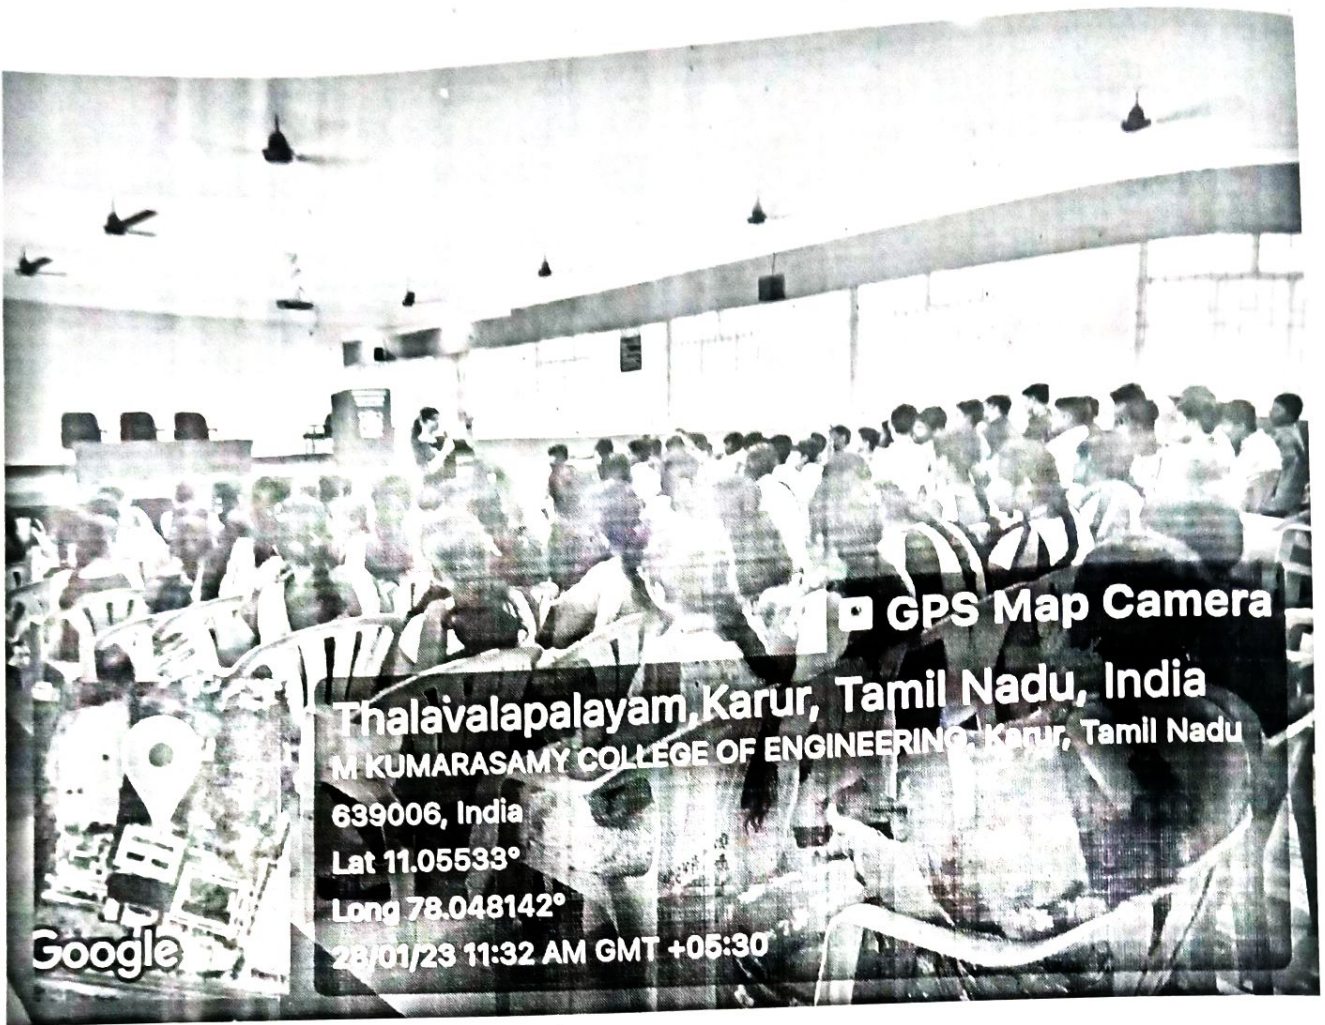 GPS Map Camera
Thalavalapalayam, Karur, Tamil Nadu, India
M KUMARASAMY COLLEGE OF ENGINEERING, Karur, Tamil Nadu
639006, India
Lat 11.05533°
Long 78.048142°
28/01/23 11:32 AM GMT +05:30
Google